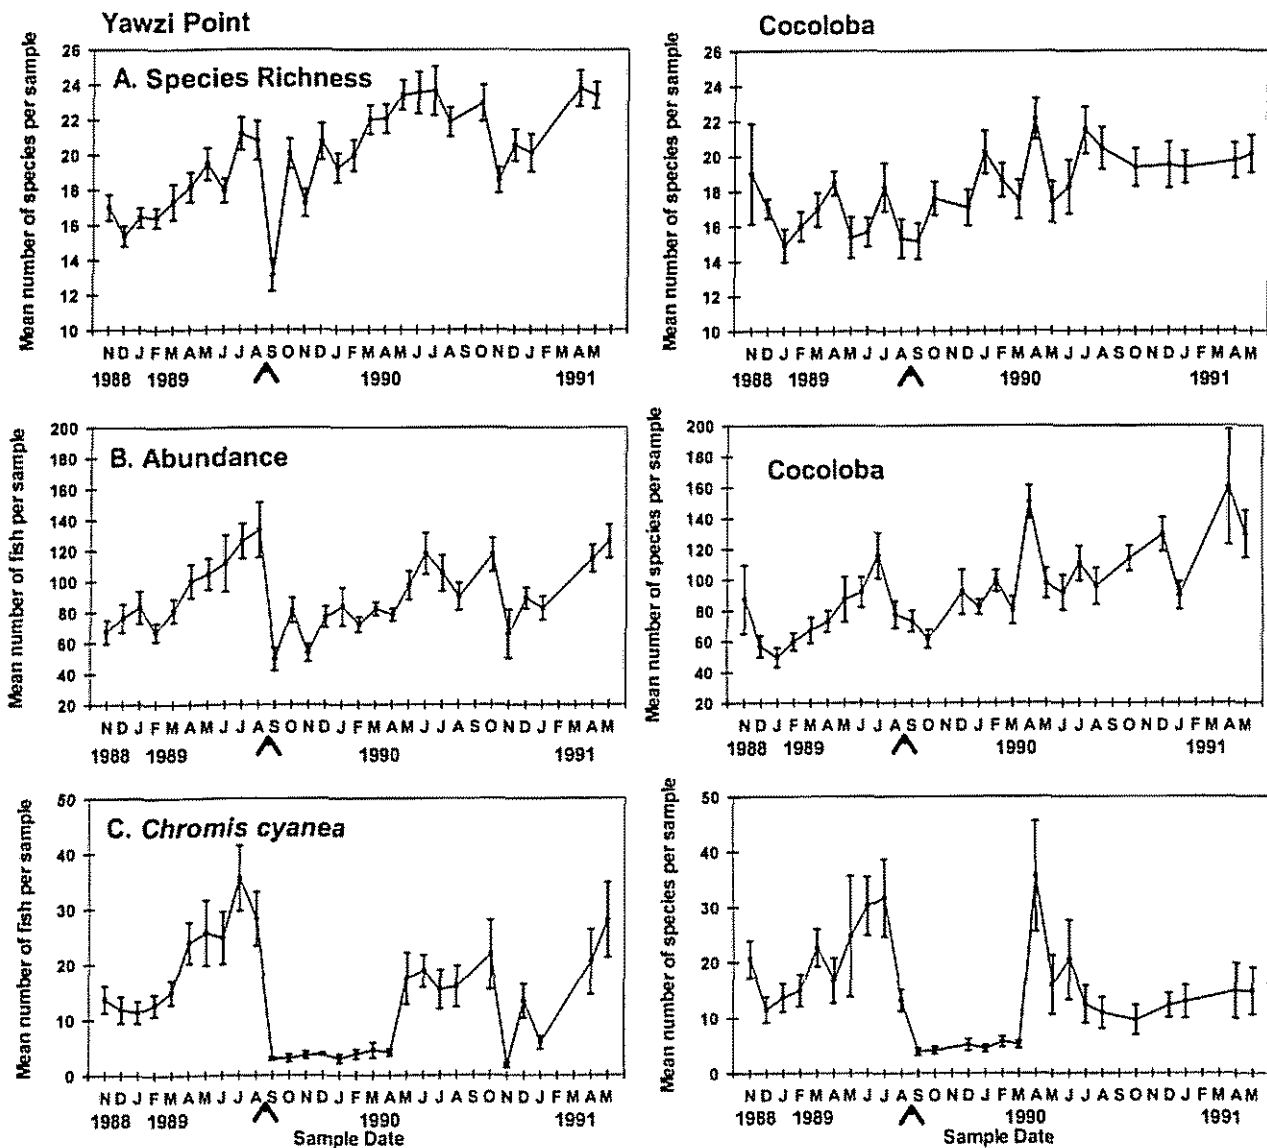 Yawzi Point
Mean number of species per sample
A. Species Richness
26
24
22
20
18
16
14
12
10
N D J F M A M J J A S O N D J F M A M J J A S O N D J F M A M
1988 1989 1990 1991
Cocoloba
Mean number of species per sample
26
24
22
20
18
16
14
12
10
N D J F M A M J J A S O N D J F M A M J J A S O N D J F M A M
1988 1989 1990 1991
Mean number of fish per sample
B. Abundance
200
180
160
140
120
100
80
60
40
20
N D J F M A M J J A S O N D J F M A M J J A S O N D J F M A M
1988 1989 1990 1991
Mean number of species per sample
Cocoloba
200
180
160
140
120
100
80
60
40
20
N D J F M A M J J A S O N D J F M A M J J A S O N D J F M A M
1988 1989 1990 1991
Mean number of fish per sample
C. Chromis cyanea
50
40
30
20
10
0
N D J F M A M J J A S O N D J F M A M J J A S O N D J F M A M
1988 1989 1990 1991
Sample Date
Mean number of species per sample
50
40
30
20
10
0
N D J F M A M J J A S O N D J F M A M J J A S O N D J F M A M
1988 1989 1990 1991
Sample Date